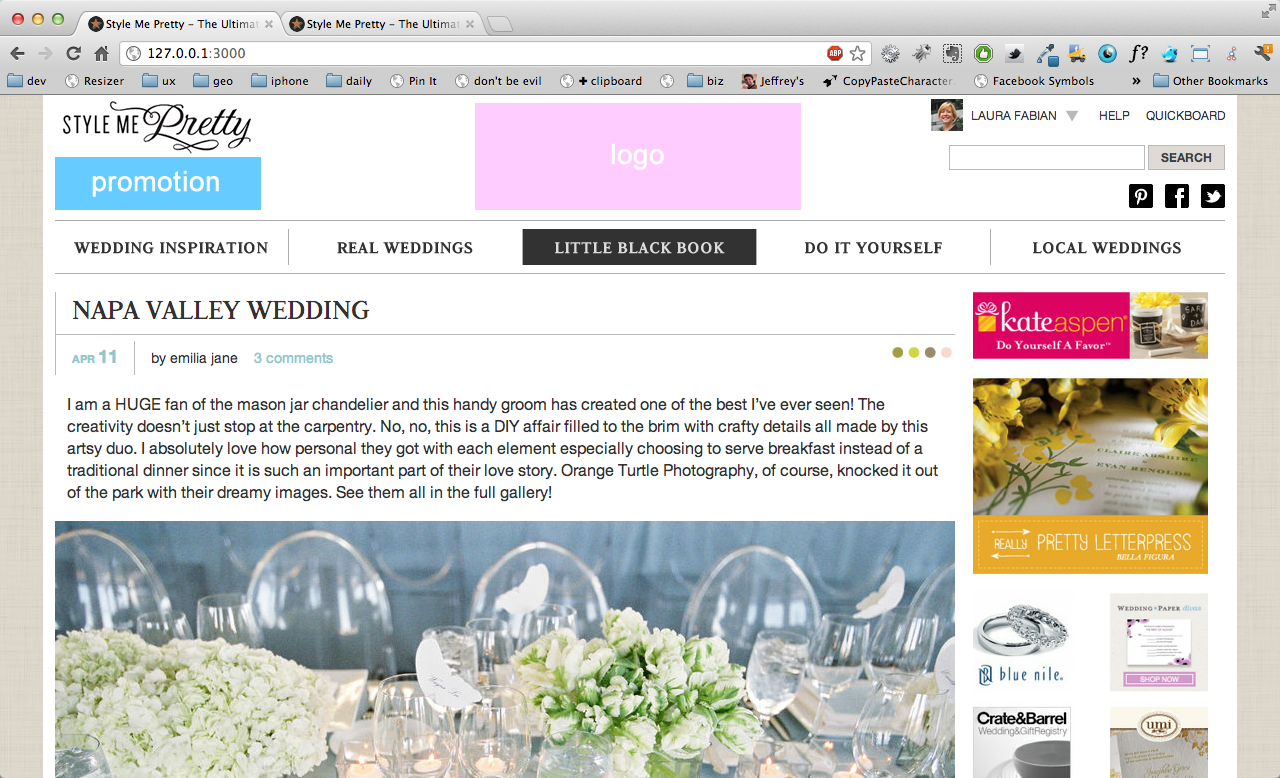 Style Me Pretty – The Ultimat
Style Me Pretty – The Ultimat
127.0.0.1:3000
ABP
f?
dev
Resizer
ux
geo
iphone
daily
Pin It
don't be evil
+ clipboard
biz
Jeffrey's
CopyPasteCharacter.
Facebook Symbols
»
Other Bookmarks
STYLE ME Pretty
promotion
logo
LAURA FABIAN
HELP
QUICKBOARD
SEARCH
WEDDING INSPIRATION
REAL WEDDINGS
LITTLE BLACK BOOK
DO IT YOURSELF
LOCAL WEDDINGS
NAPA VALLEY WEDDING
APR 11
by emilia jane
3 comments
I am a HUGE fan of the mason jar chandelier and this handy groom has created one of the best I’ve ever seen! The
creativity doesn’t just stop at the carpentry. No, no, this is a DIY affair filled to the brim with crafty details all made by this
artsy duo. I absolutely love how personal they got with each element especially choosing to serve breakfast instead of a
traditional dinner since it is such an important part of their love story. Orange Turtle Photography, of course, knocked it out
of the park with their dreamy images. See them all in the full gallery!
kateaspen®
Do Yourself A Favor™
SARA
CLAIRE ABSHIRE
EVAN RENOLDS
REALLY PRETTY LETTERPRESS
BELLA FIGURA
blue nile.
WEDDING PAPER divas
SHOP NOW
Crate&Barrel
Wedding&GiftRegistry
umi